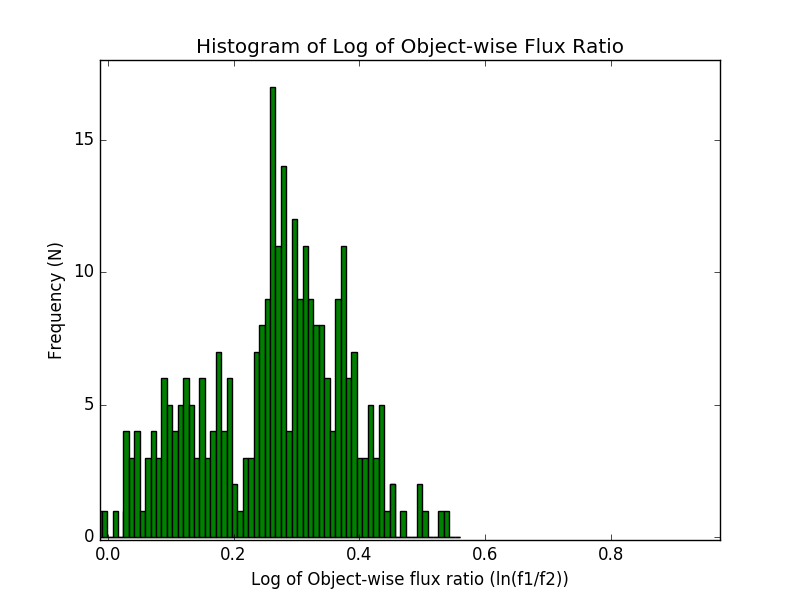 Histogram of Log of Object-wise Flux Ratio
15
10
5
0
Frequency (N)
0.0 0.2 0.4 0.6 0.8
Log of Object-wise flux ratio (ln(f1/f2))